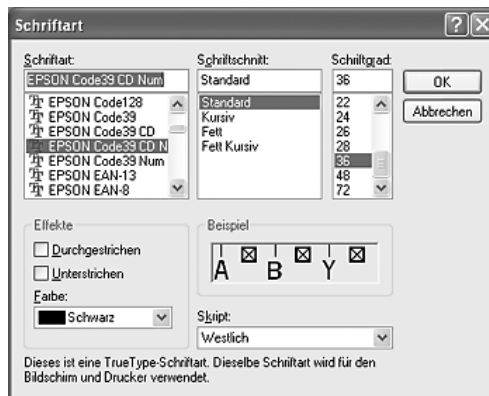 Schriftart
Schriftart:
EPSON Code39 CD Num
EPSON Code128
EPSON Code39
EPSON Code39 CD
EPSON Code39 CD N
EPSON Code39 Num
EPSON EAN-13
EPSON EAN-8
Schriftschnitt:
Standard
Standard
Kursiv
Fett
Fett Kursiv
Schriftgrad:
36
22
24
26
28
36
48
72
OK
Abbrechen
Effekte
Durchgestrichen
Unterstrichen
Farbe:
Schwarz
Beispiel
A B Y
Skript:
Westlich
Dieses ist eine TrueType-Schriftart. Dieselbe Schriftart wird für den
Bildschirm und Drucker verwendet.